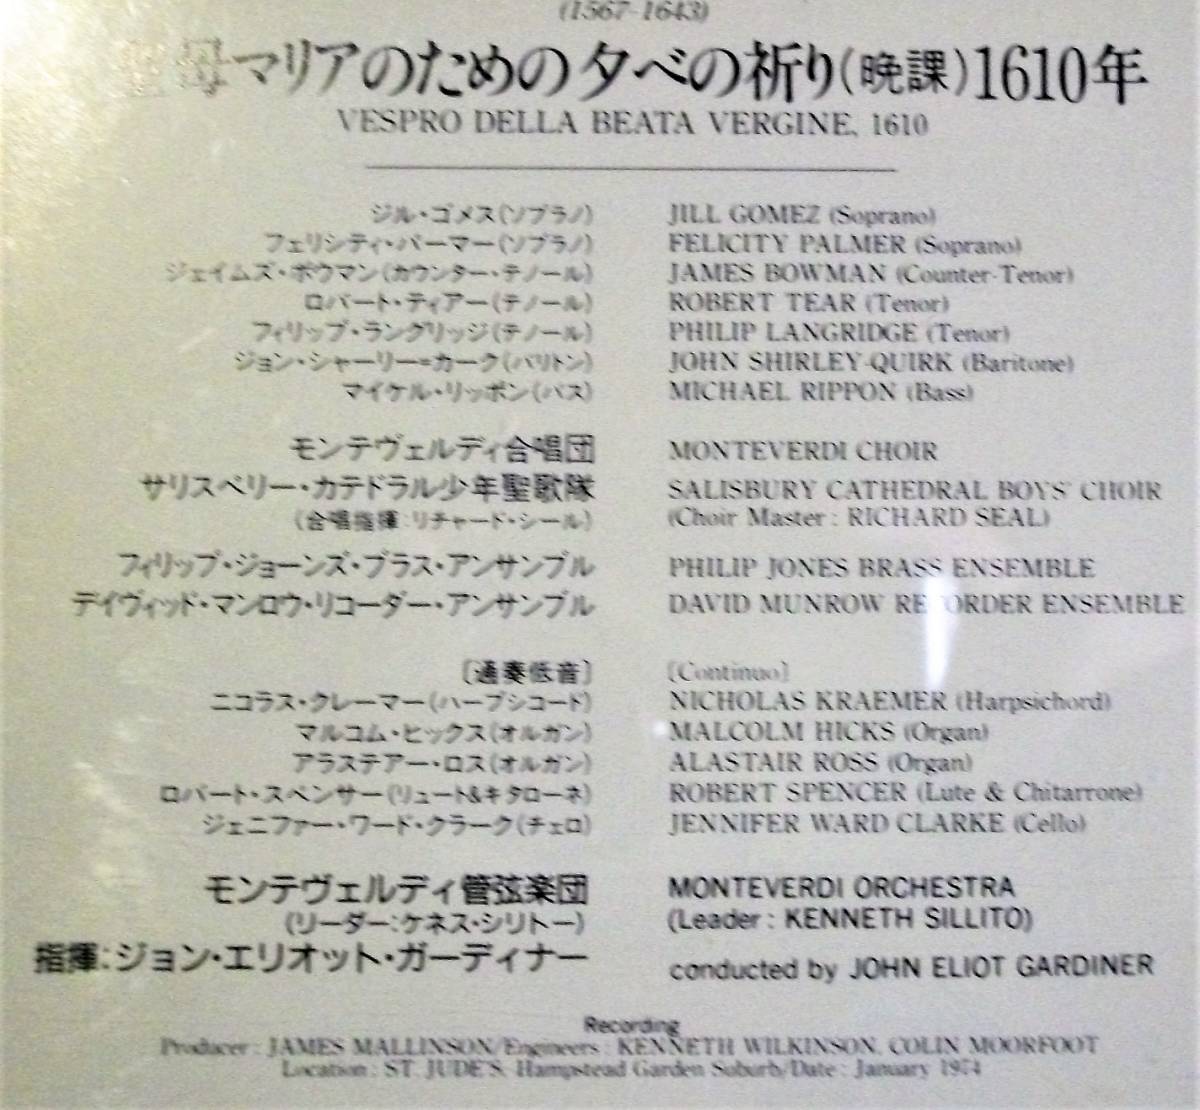 (1567-1643)
聖母マリアのための夕べの祈り(晩課)1610年
VESPRO DELLA BEATA VERGINE, 1610
ジル・ゴメス(ソプラノ) JILL GOMEZ (Soprano)
フェリシティ・パーマー(ソプラノ) FELICITY PALMER (Soprano)
ジェイムズ・ボウマン(カウンター・テノール) JAMES BOWMAN (Counter-Tenor)
ロバート・ティアー(テノール) ROBERT TEAR (Tenor)
フィリップ・ラングリッジ(テノール) PHILIP LANGRIDGE (Tenor)
ジョン・シャーリー=カーク(バリトン) JOHN SHIRLEY-QUIRK (Baritone)
マイケル・リッポン(バス) MICHAEL RIPPON (Bass)
モンテヴェルディ合唱団 MONTEVERDI CHOIR
サリスベリー・カテドラル少年聖歌隊 SALISBURY CATHEDRAL BOYS' CHOIR
(合唱指揮:リチャード・シール) (Choir Master : RICHARD SEAL)
フィリップ・ジョーンズ・ブラス・アンサンブル PHILIP JONES BRASS ENSEMBLE
デイヴィッド・マンロウ・リコーダー・アンサンブル DAVID MUNROW RECORDER ENSEMBLE
〔通奏低音〕 [Continuo]
ニコラス・クレーマー(ハープシコード) NICHOLAS KRAEMER (Harpsichord)
マルコム・ヒックス(オルガン) MALCOLM HICKS (Organ)
アラステアー・ロス(オルガン) ALASTAIR ROSS (Organ)
ロバート・スペンサー(リュート&キタローネ) ROBERT SPENCER (Lute & Chitarrone)
ジェニファー・ワード・クラーク(チェロ) JENNIFER WARD CLARKE (Cello)
モンテヴェルディ管弦楽団 MONTEVERDI ORCHESTRA
(リーダー:ケネス・シリトー) (Leader : KENNETH SILLITO)
指揮:ジョン・エリオット・ガーディナー conducted by JOHN ELIOT GARDINER
Recording
Producer : JAMES MALLINSON/Engineers : KENNETH WILKINSON, COLIN MOORFOOT
Location : ST. JUDE'S, Hampstead Garden Suburb/Date : January 1974